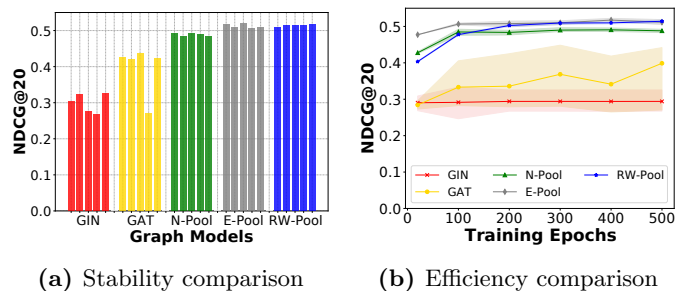 NDCG@20
0.5
0.4
0.3
0.2
0.1
0.0
GIN GAT N-Pool E-Pool RW-Pool
Graph Models
(a) Stability comparison
NDCG@20
0.5
0.4
0.3
0.2
0.1
0.0
GIN N-Pool RW-Pool
GAT E-Pool
0 100 200 300 400 500
Training Epochs
(b) Efficiency comparison